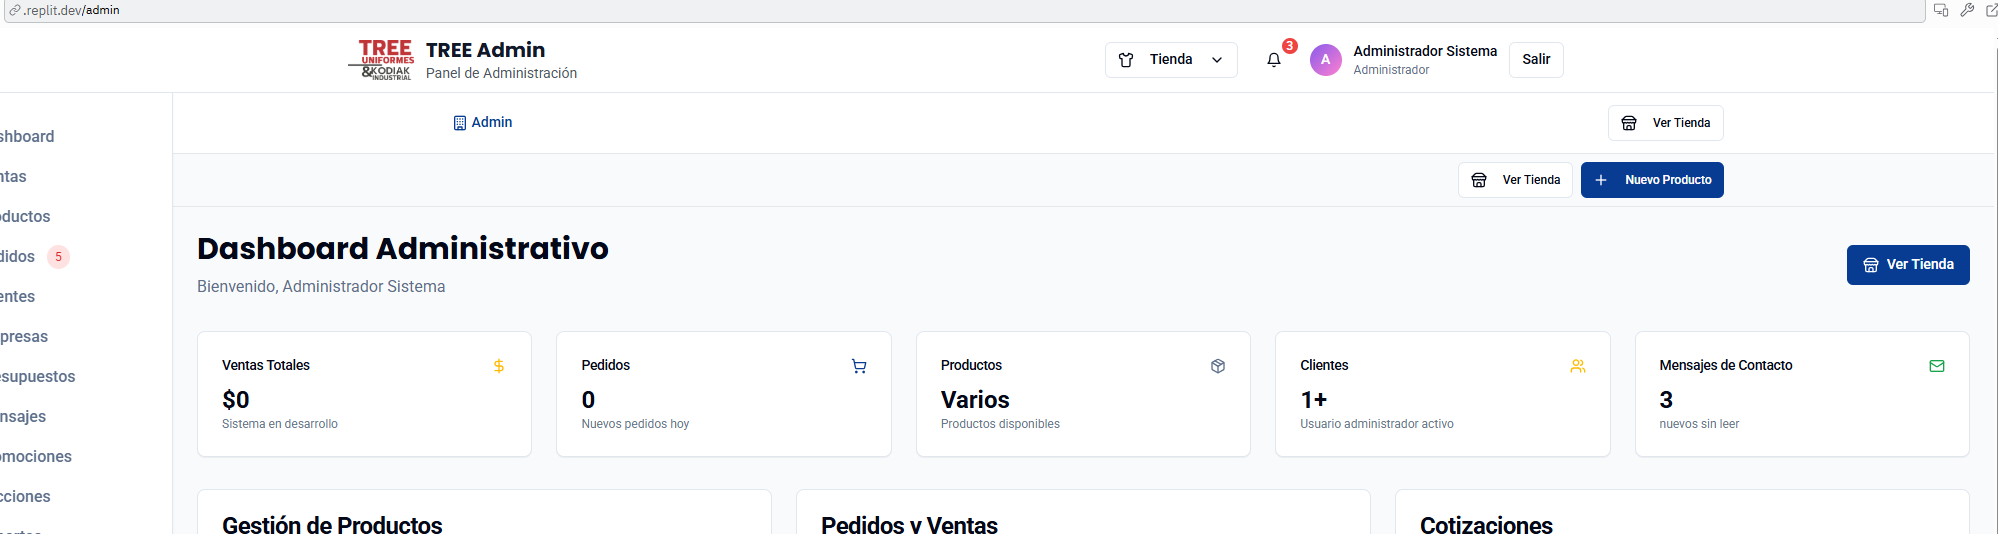 .replit.dev/admin
TREE
UNIFORMES
&KODIAK
INDUSTRIAL
TREE Admin
Panel de Administración
Tienda
3
A
Administrador Sistema
Administrador
Salir
Admin
Ver Tienda
Ver Tienda
Nuevo Producto
shboard
ntas
oductos
didos 5
entes
presas
esupuestos
nsajes
omociones
cciones
Dashboard Administrativo
Bienvenido, Administrador Sistema
Ver Tienda
Ventas Totales
$0
Sistema en desarrollo
Pedidos
0
Nuevos pedidos hoy
Productos
Varios
Productos disponibles
Clientes
1+
Usuario administrador activo
Mensajes de Contacto
3
nuevos sin leer
Gestión de Productos
Pedidos y Ventas
Cotizaciones